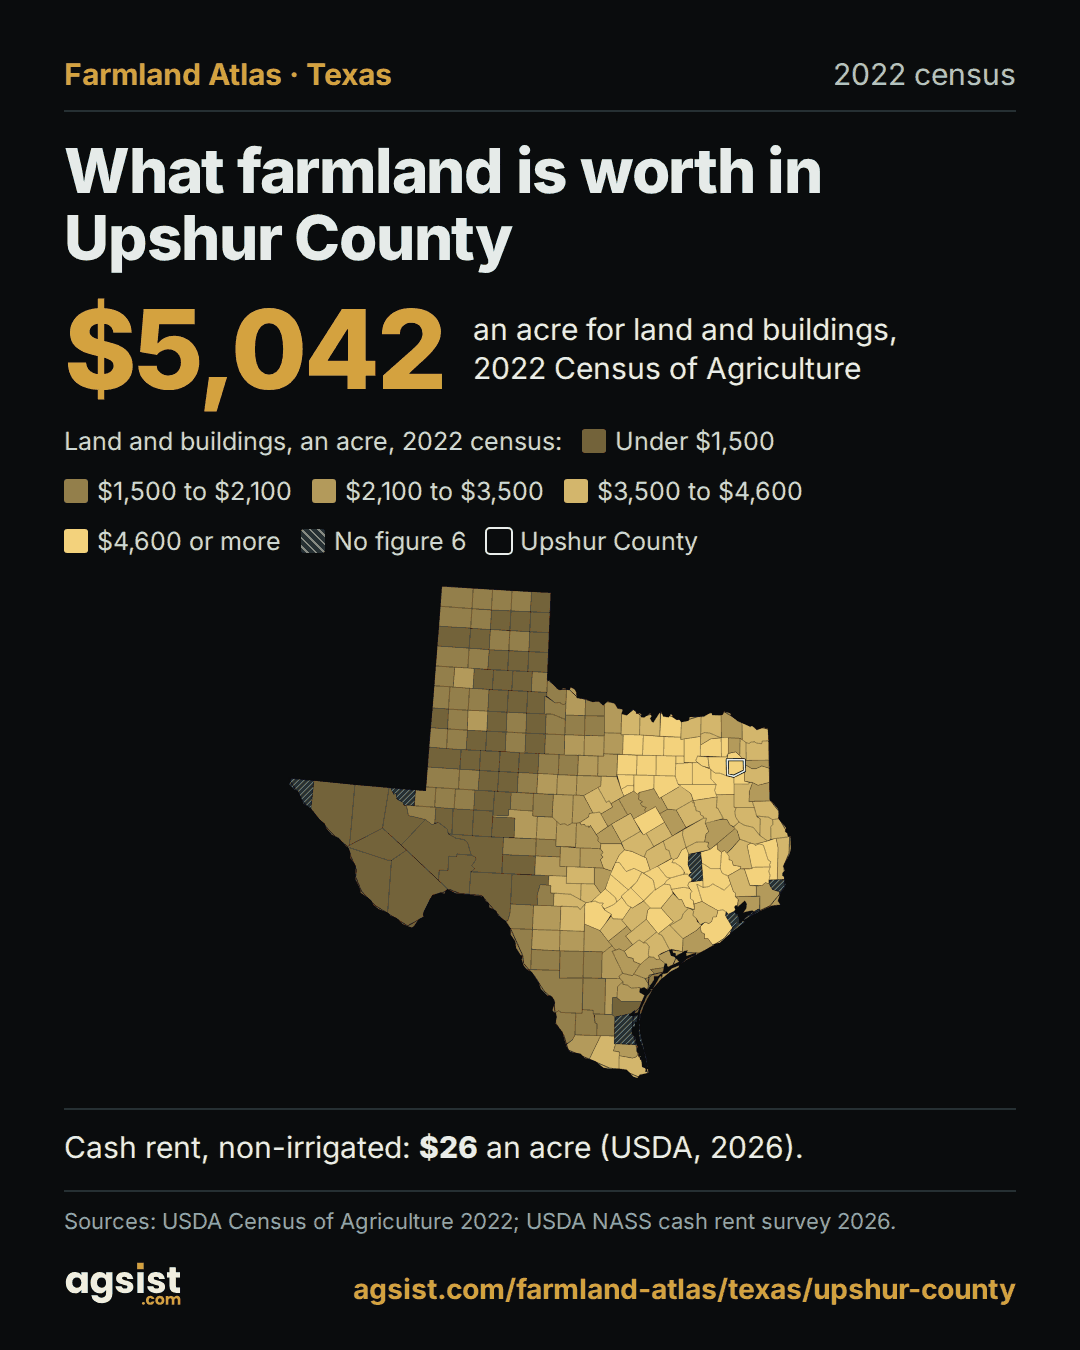 Farmland Atlas · Texas
2022 census
What farmland is worth in
Upshur County
$5,042
an acre for land and buildings,
2022 Census of Agriculture
Land and buildings, an acre, 2022 census: Under $1,500
$1,500 to $2,100 $2,100 to $3,500 $3,500 to $4,600
$4,600 or more No figure 6 Upshur County
Cash rent, non-irrigated: $26 an acre (USDA, 2026).
Sources: USDA Census of Agriculture 2022; USDA NASS cash rent survey 2026.
agsist
.com
agsist.com/farmland-atlas/texas/upshur-county